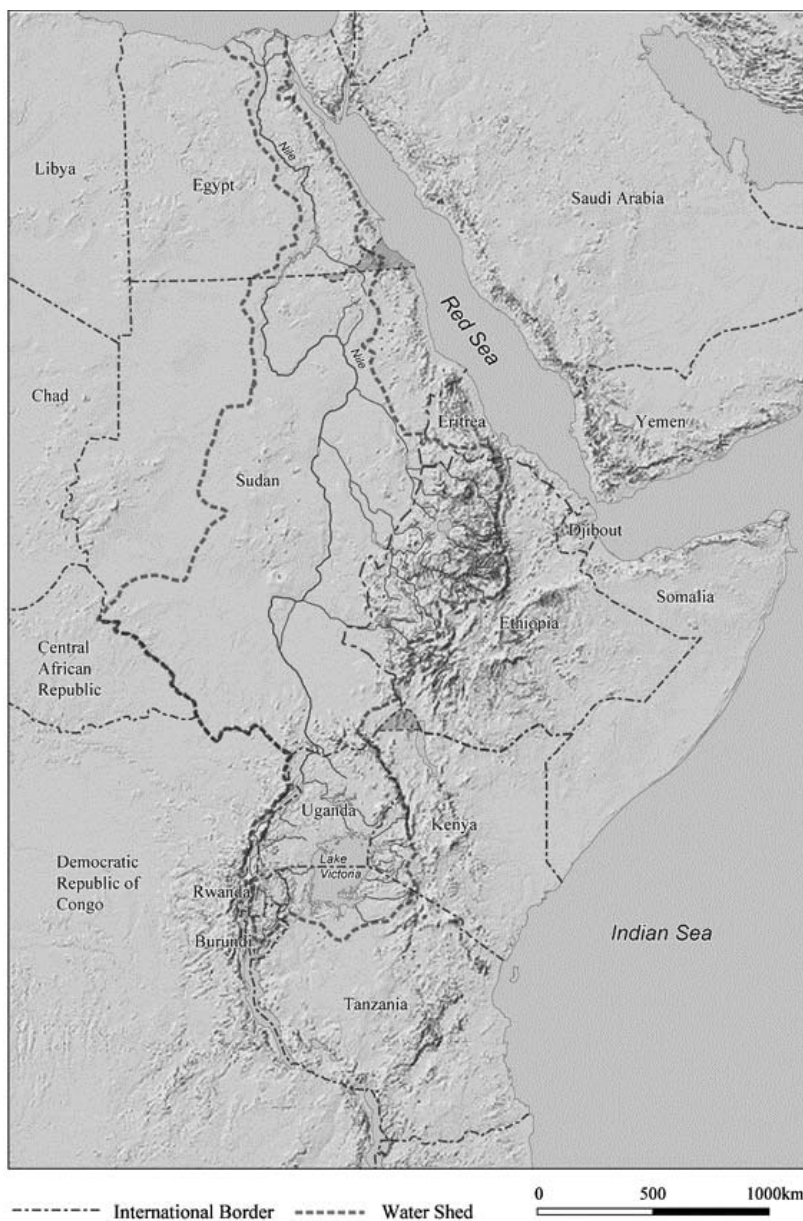 Nile
Libya
Egypt
Saudi Arabia
Red Sea
Nile
Chad
Eritrea
Yemen
Sudan
Djibout
Somalia
Ethiopia
Central
African
Republic
Uganda
Kenya
Lake
Victoria
Democratic
Republic of
Congo
Rwanda
Burundi
Indian Sea
Tanzania
International Border
Water Shed
0 500 1000km